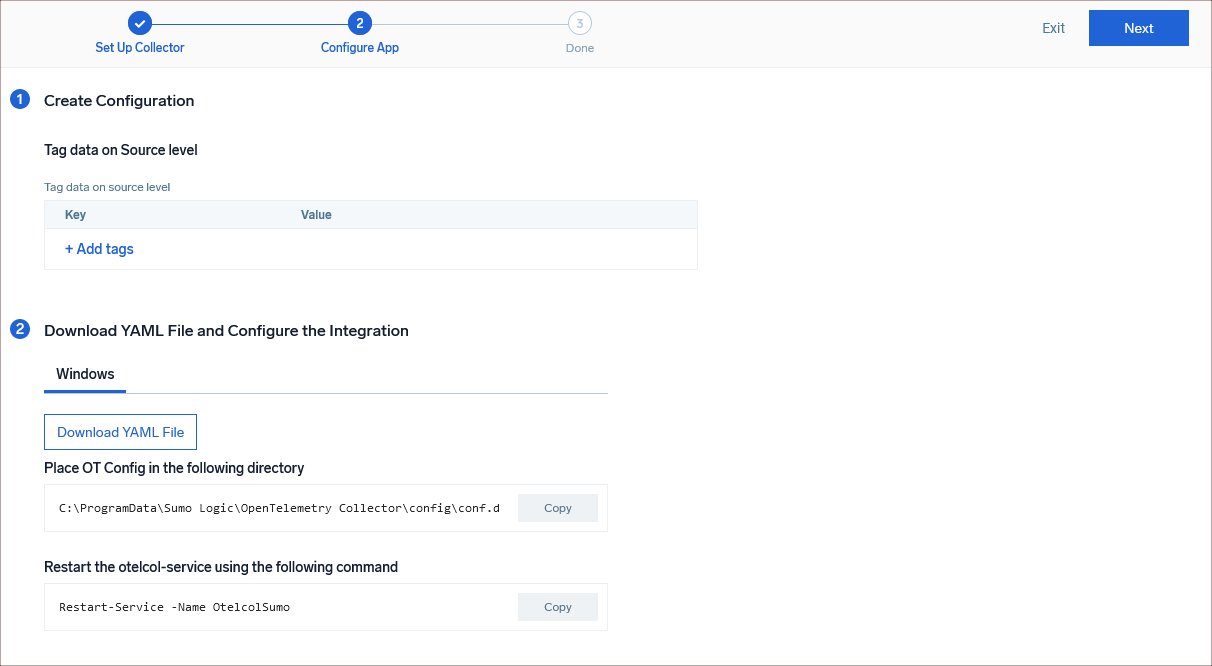 2
3
Set Up Collector
Configure App
Done
Exit
Next
1 Create Configuration
Tag data on Source level
Tag data on source level
Key Value
+ Add tags
2 Download YAML File and Configure the Integration
Windows
Download YAML File
Place OT Config in the following directory
C:\ProgramData\Sumo Logic\OpenTelemetry Collector\config\conf.d Copy
Restart the otelcol-service using the following command
Restart-Service -Name OtelcolSumo Copy